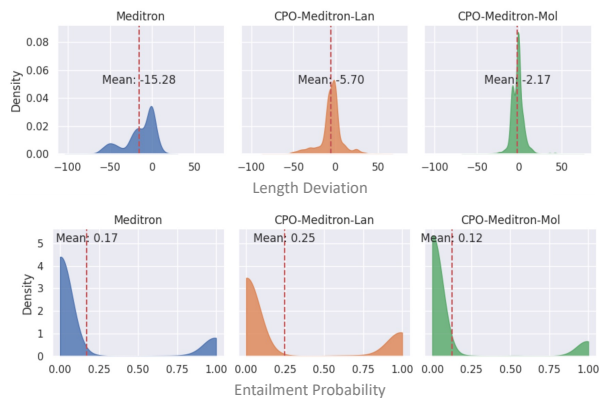 Meditron CPO-Meditron-Lan CPO-Meditron-Mol
Density
0.08
0.06
0.04
0.02
0.00
Mean: -15.28 Mean: -5.70 Mean: -2.17
−100 −50 0 50 −100 −50 0 50 −100 −50 0 50
Length Deviation
Meditron CPO-Meditron-Lan CPO-Meditron-Mol
Density
5
4
3
2
1
0
Mean: 0.17 Mean: 0.25 Mean: 0.12
0.00 0.25 0.50 0.75 1.00 0.00 0.25 0.50 0.75 1.00 0.00 0.25 0.50 0.75 1.00
Entailment Probability